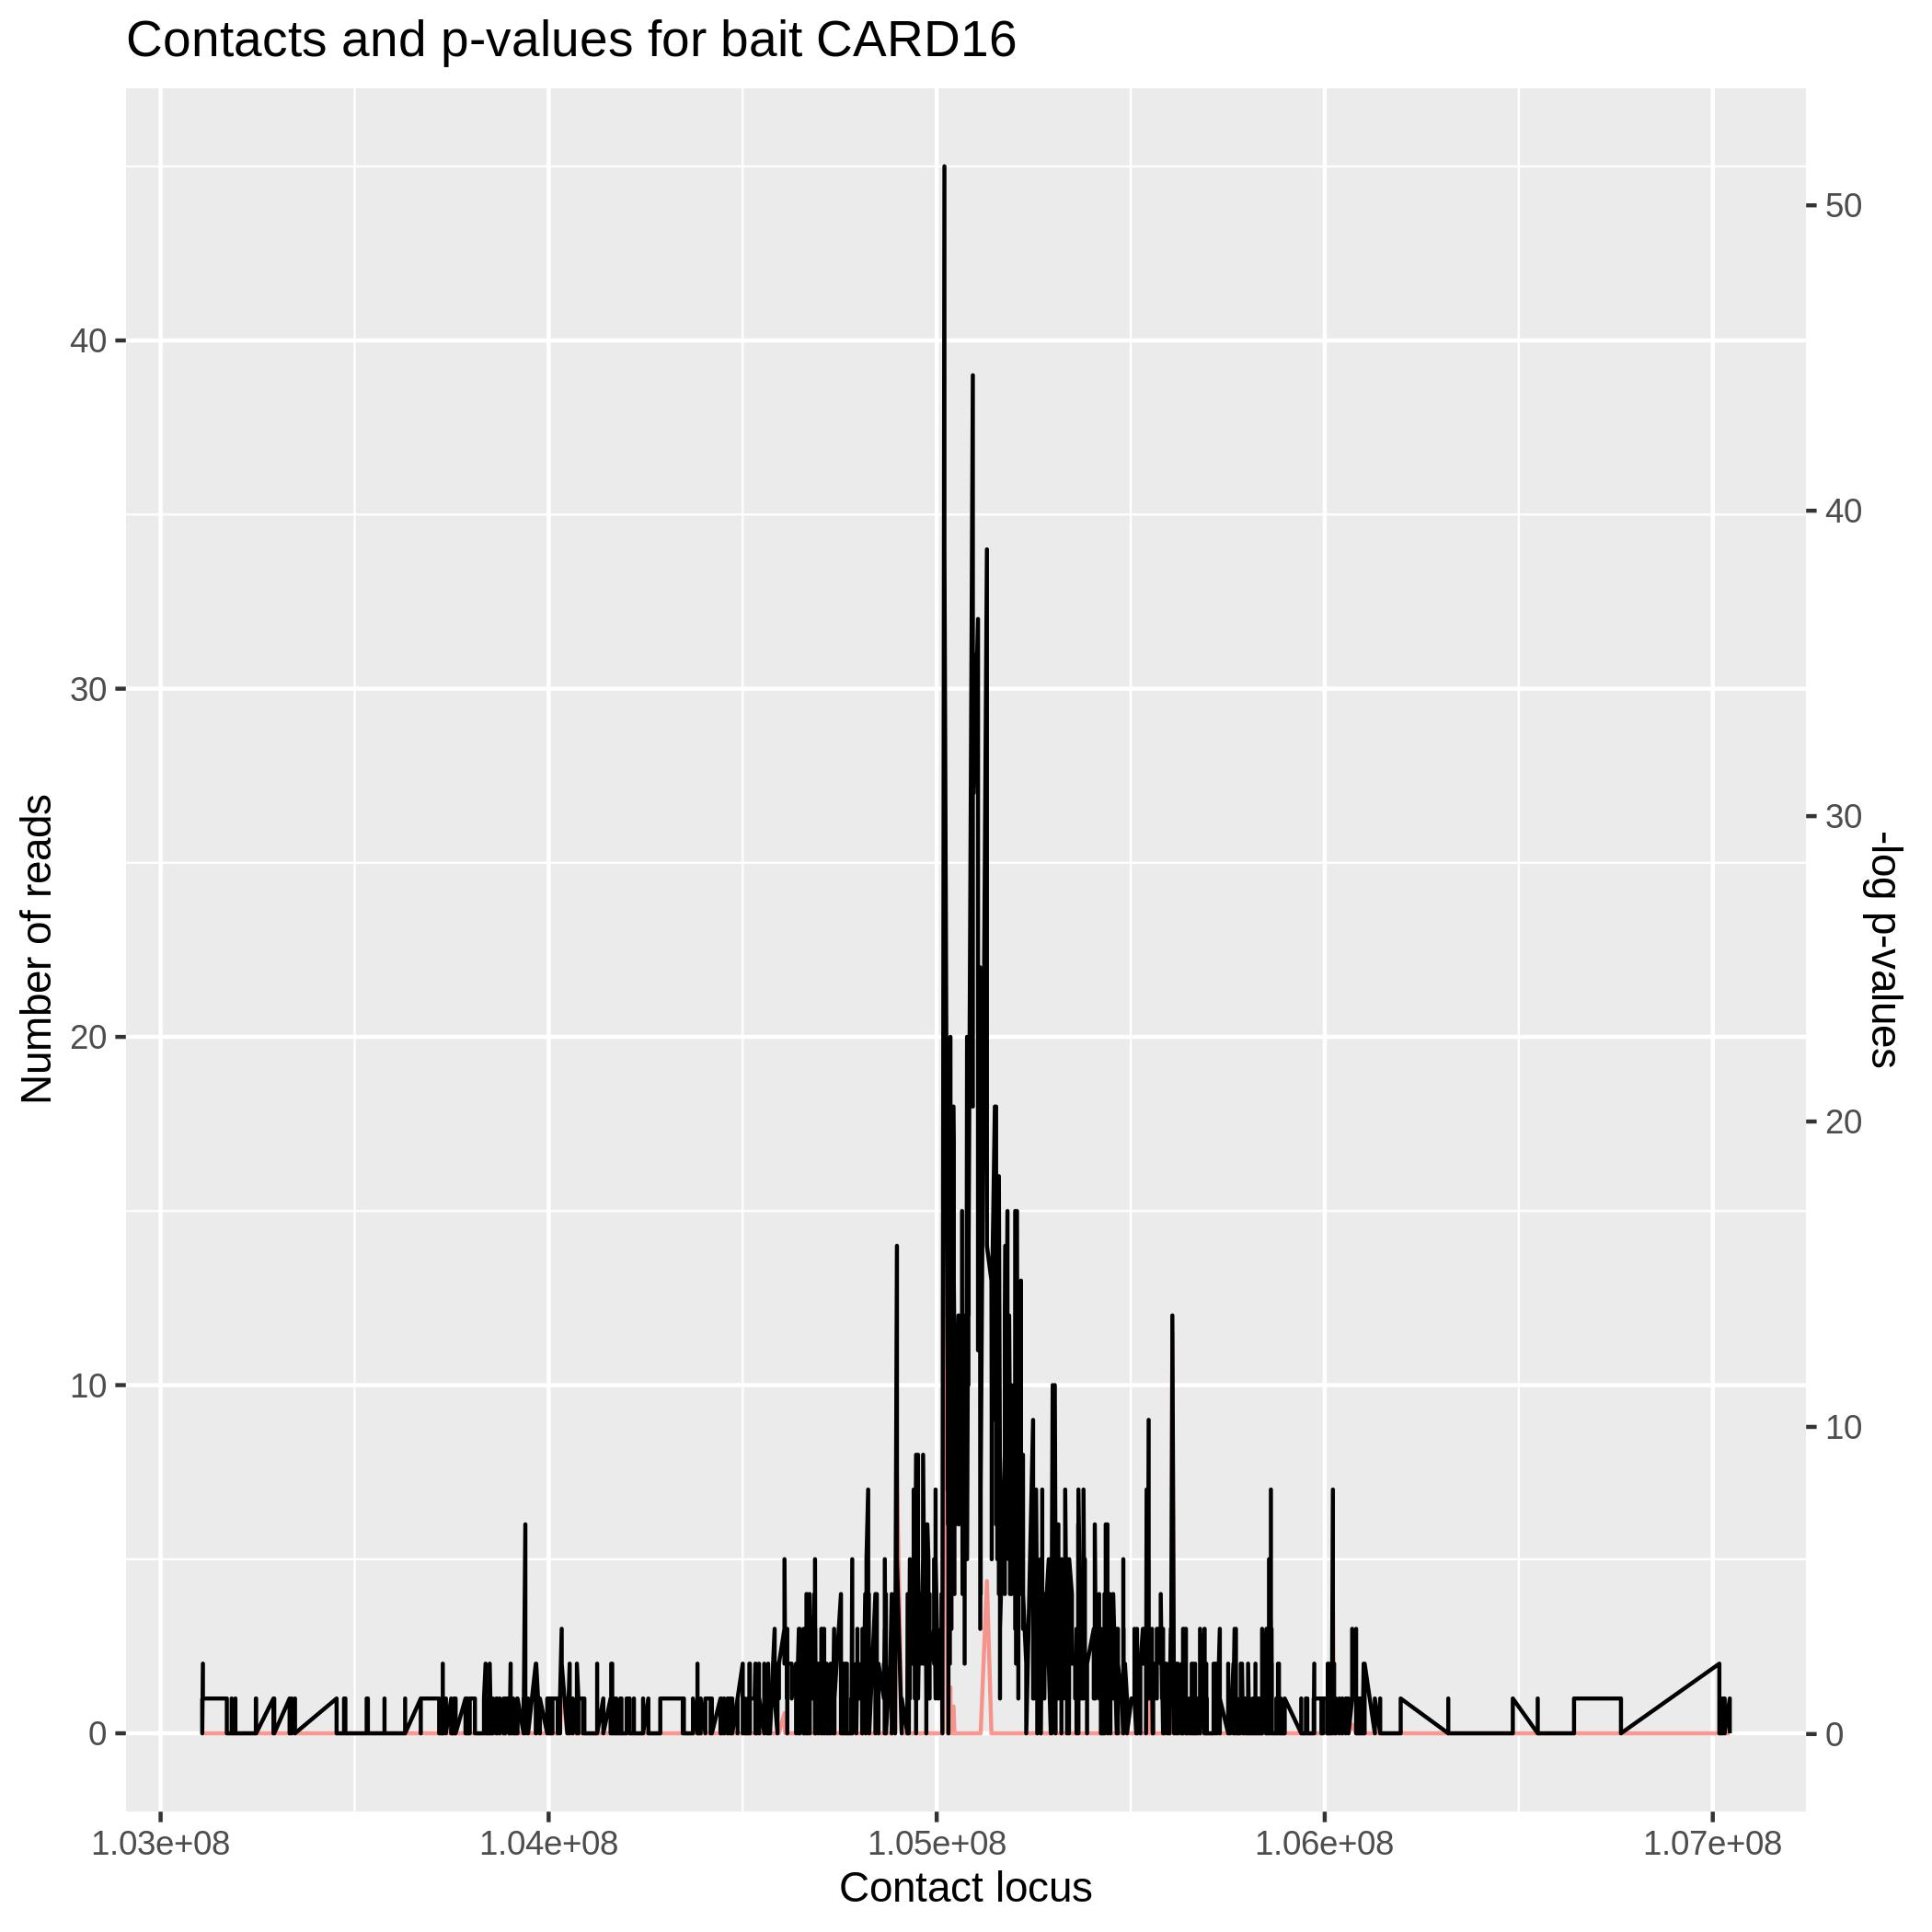 Contacts and p-values for bait CARD16
Number of reads
40
30
20
10
0
50
40
30
20
10
0
-log p-values
1.03e+08
1.04e+08
1.05e+08
1.06e+08
1.07e+08
Contact locus